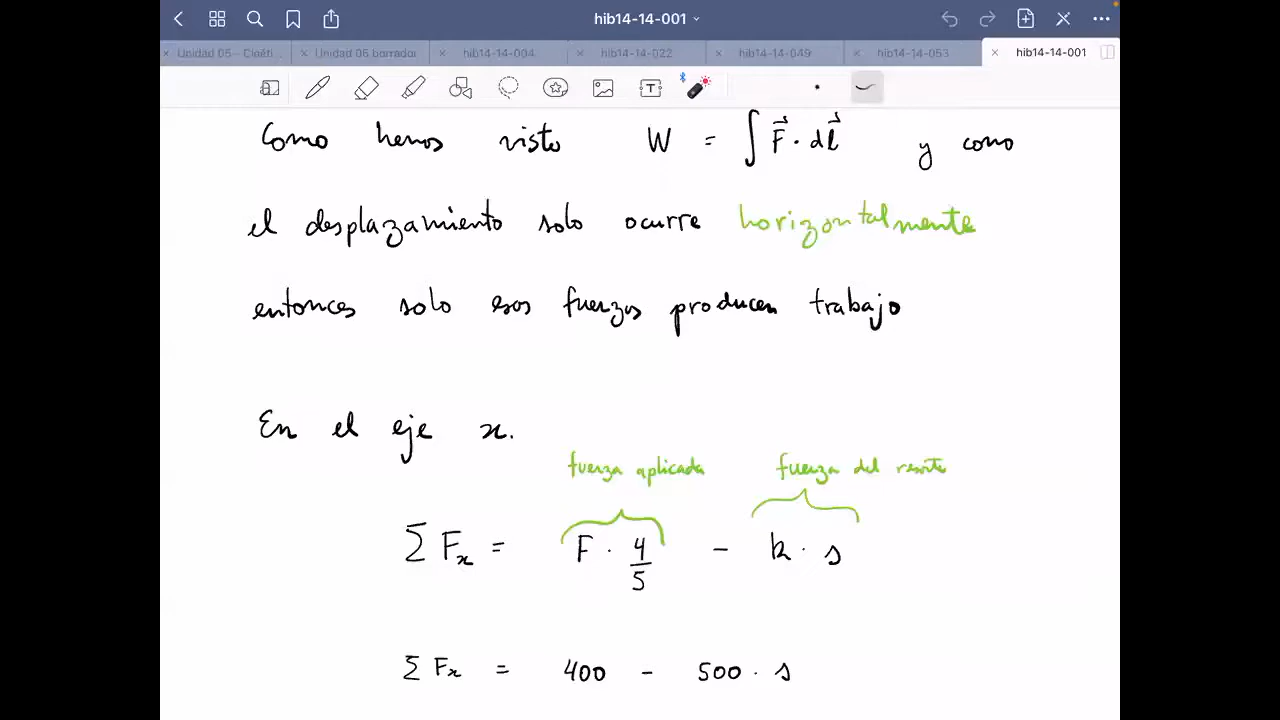 hib14-14-001
Unidad 05 - Cioéti...
Unidad 06 borrador
hib14-14-004
hib14-14-022
hib14-14-049
hib14-14-053
hib14-14-001
Como hemos visto W = ∫ F⃗ · dl⃗ y como
el desplazamiento solo ocurre horizontalmente
entonces solo esas fuerzas producen trabajo
En el eje x.
fuerza aplicada fuerza del resorte
∑ Fx = F · 4/5 - k · s
∑ Fx = 400 - 500 · s